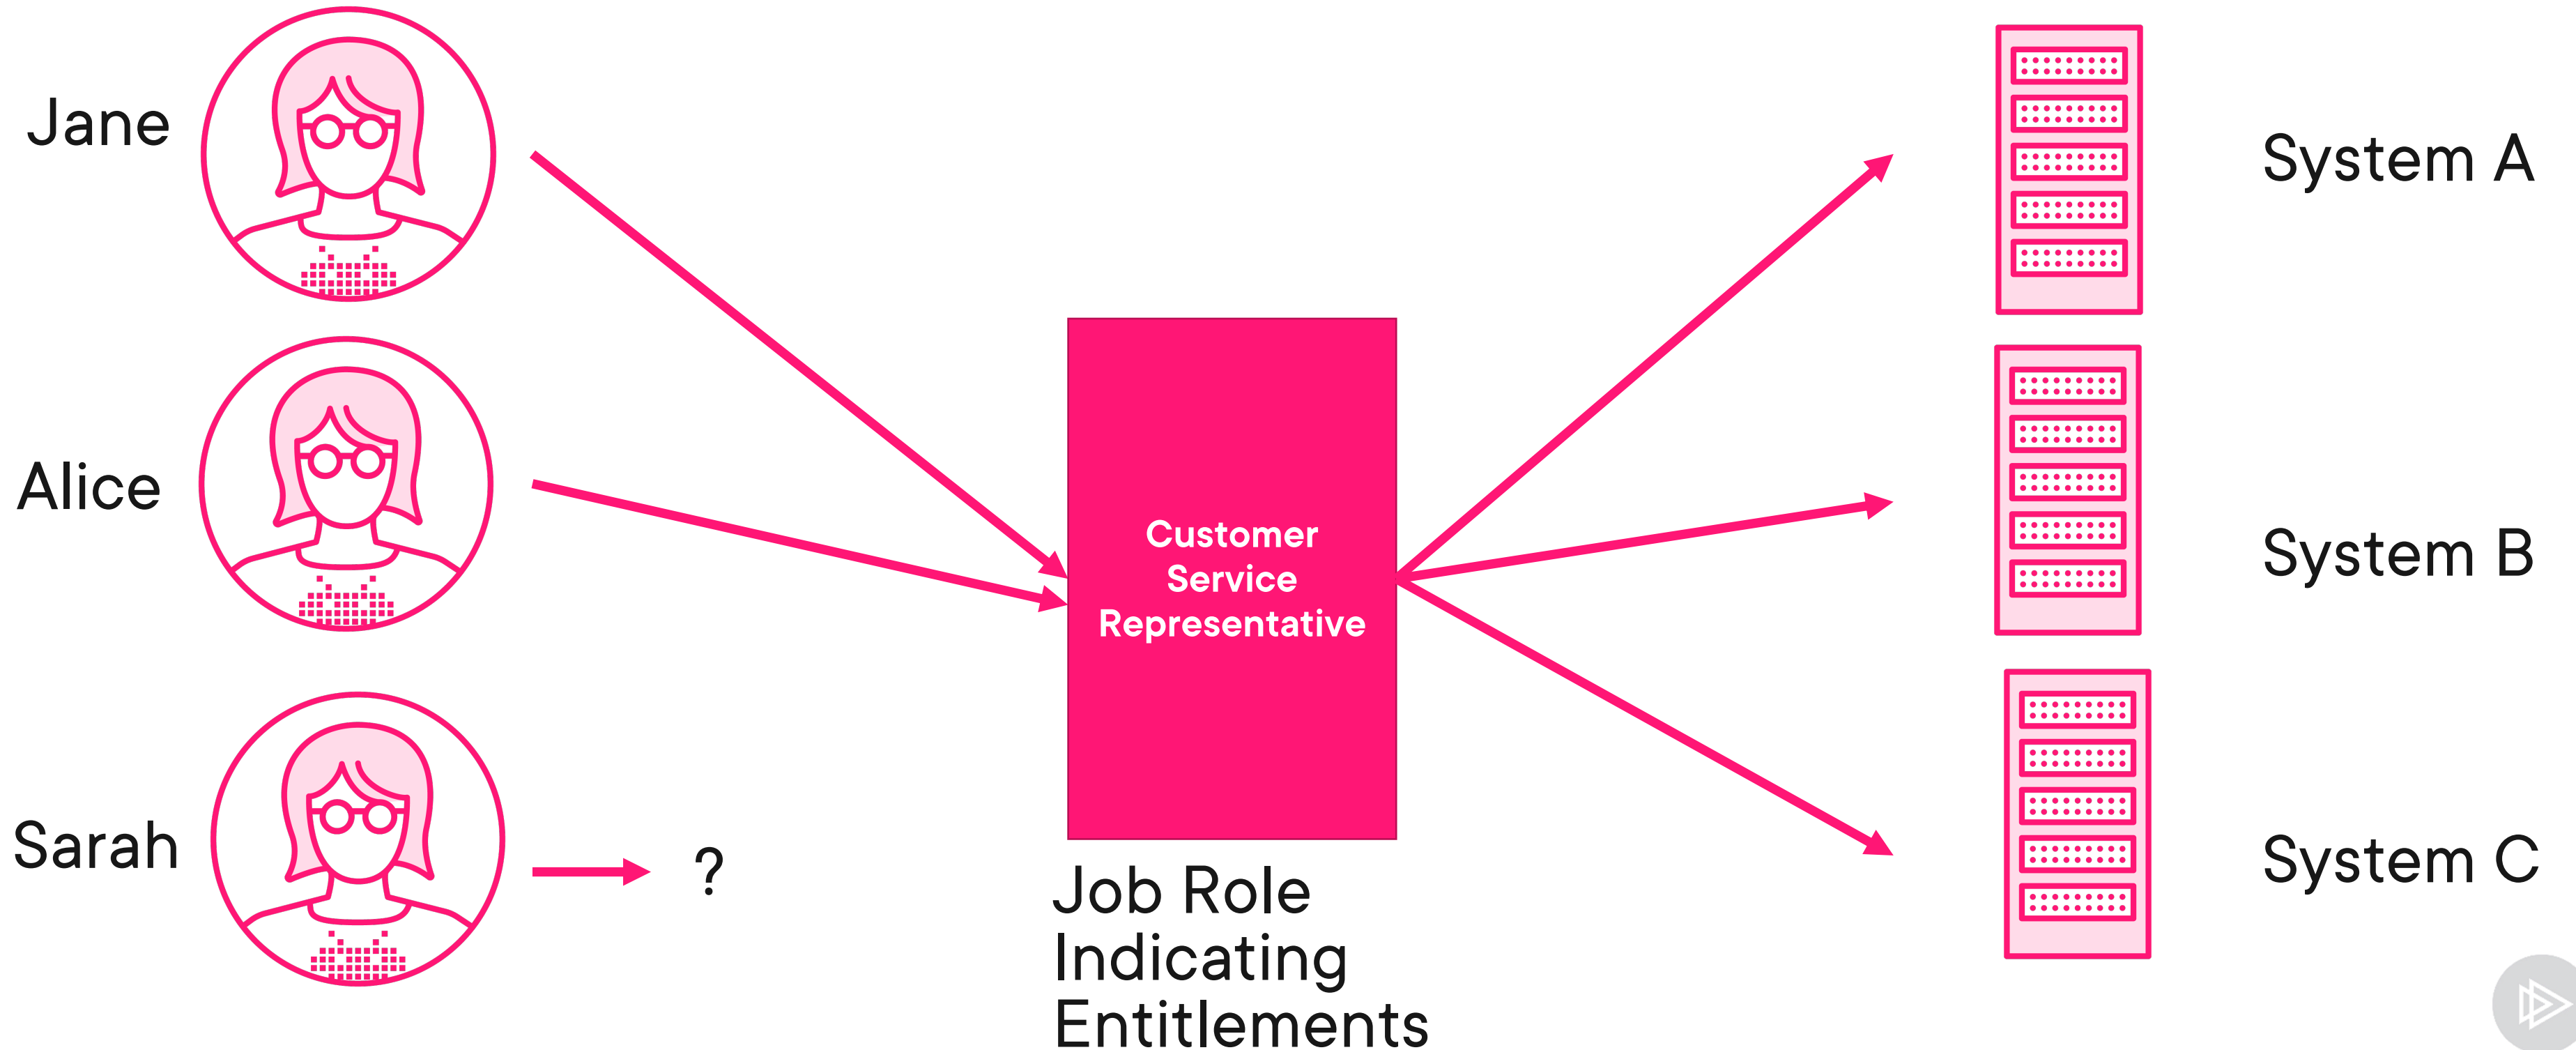 Jane
System A
Alice
Customer
Service
Representative
System B
Sarah
?
Job Role
Indicating
Entitlements
System C